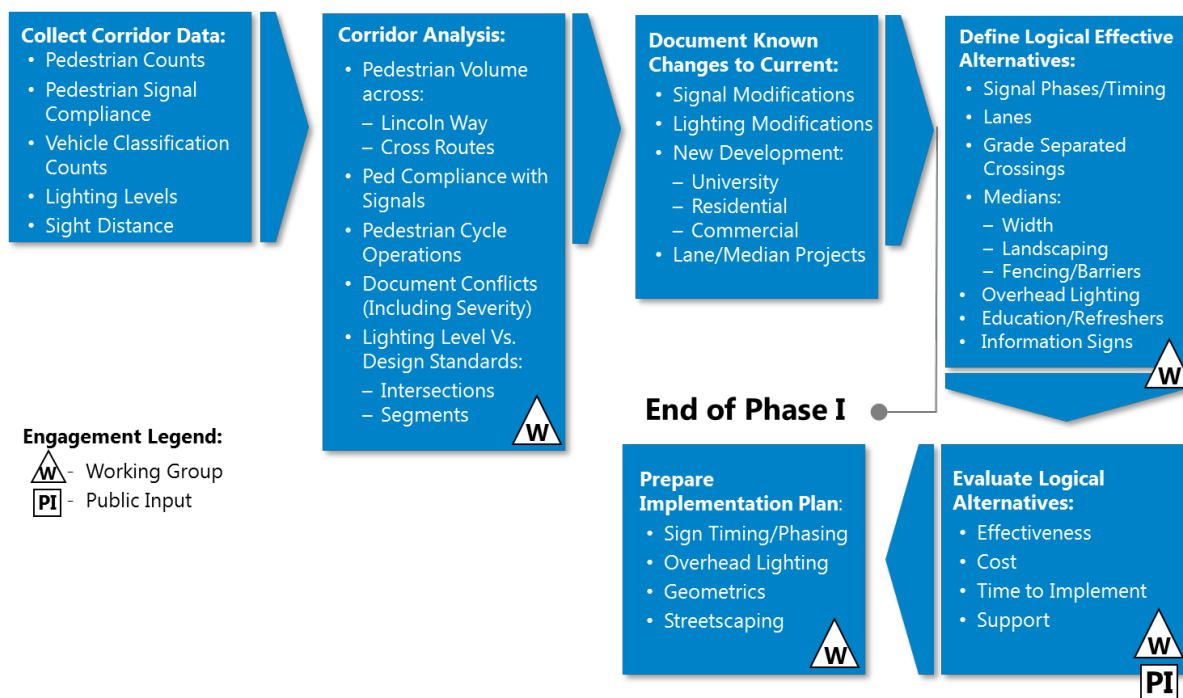 Collect Corridor Data:
• Pedestrian Counts
• Pedestrian Signal
Compliance
• Vehicle Classification
Counts
• Lighting Levels
• Sight Distance
Corridor Analysis:
• Pedestrian Volume
across:
– Lincoln Way
– Cross Routes
• Ped Compliance with
Signals
• Pedestrian Cycle
Operations
• Document Conflicts
(Including Severity)
• Lighting Level Vs.
Design Standards:
– Intersections
– Segments
W
Document Known
Changes to Current:
• Signal Modifications
• Lighting Modifications
• New Development:
– University
– Residential
– Commercial
• Lane/Median Projects
Define Logical Effective
Alternatives:
• Signal Phases/Timing
• Lanes
• Grade Separated
Crossings
• Medians:
– Width
– Landscaping
– Fencing/Barriers
• Overhead Lighting
• Education/Refreshers
• Information Signs
W
End of Phase I
Evaluate Logical
Alternatives:
• Effectiveness
• Cost
• Time to Implement
• Support
W
PI
Prepare
Implementation Plan:
• Sign Timing/Phasing
• Overhead Lighting
• Geometrics
• Streetscaping
W
Engagement Legend:
W - Working Group
PI - Public Input